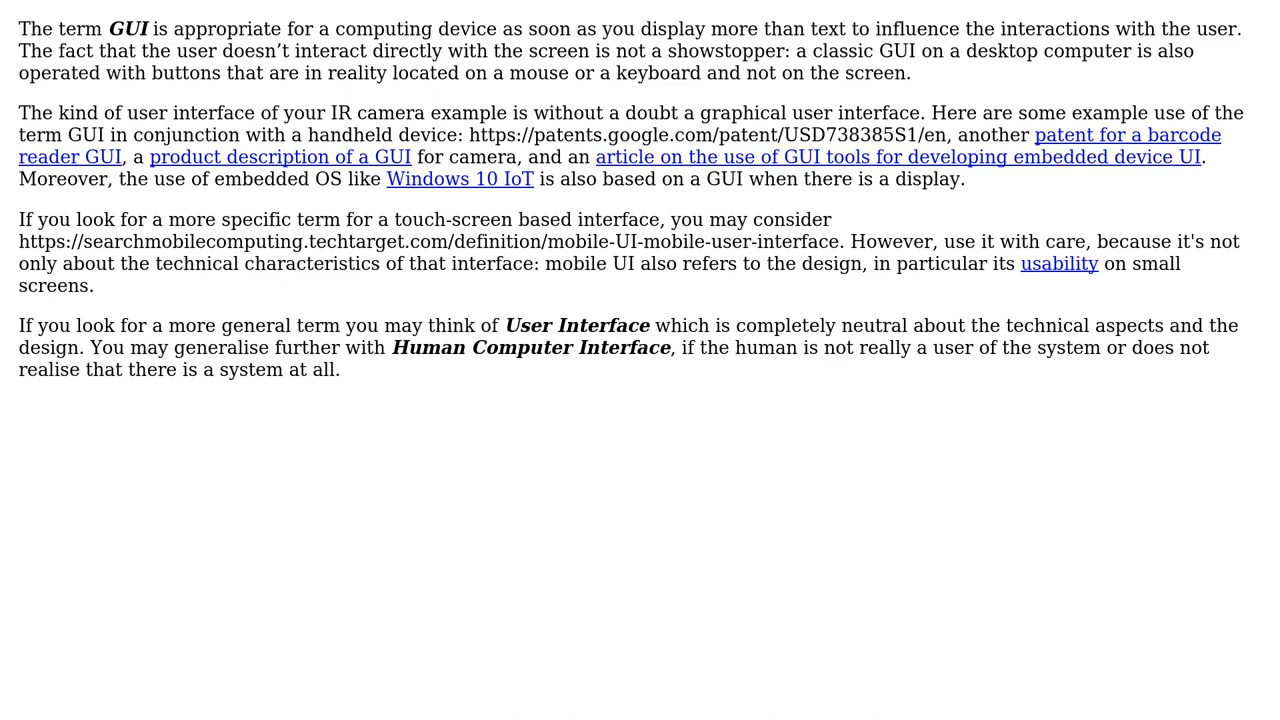 The term GUI is appropriate for a computing device as soon as you display more than text to influence the interactions with the user.
The fact that the user doesn’t interact directly with the screen is not a showstopper: a classic GUI on a desktop computer is also
operated with buttons that are in reality located on a mouse or a keyboard and not on the screen.
The kind of user interface of your IR camera example is without a doubt a graphical user interface. Here are some example use of the
term GUI in conjunction with a handheld device: https://patents.google.com/patent/USD738385S1/en, another patent for a barcode
reader GUI, a product description of a GUI for camera, and an article on the use of GUI tools for developing embedded device UI.
Moreover, the use of embedded OS like Windows 10 IoT is also based on a GUI when there is a display.
If you look for a more specific term for a touch-screen based interface, you may consider
https://searchmobilecomputing.techtarget.com/definition/mobile-UI-mobile-user-interface. However, use it with care, because it's not
only about the technical characteristics of that interface: mobile UI also refers to the design, in particular its usability on small
screens.
If you look for a more general term you may think of User Interface which is completely neutral about the technical aspects and the
design. You may generalise further with Human Computer Interface, if the human is not really a user of the system or does not
realise that there is a system at all.